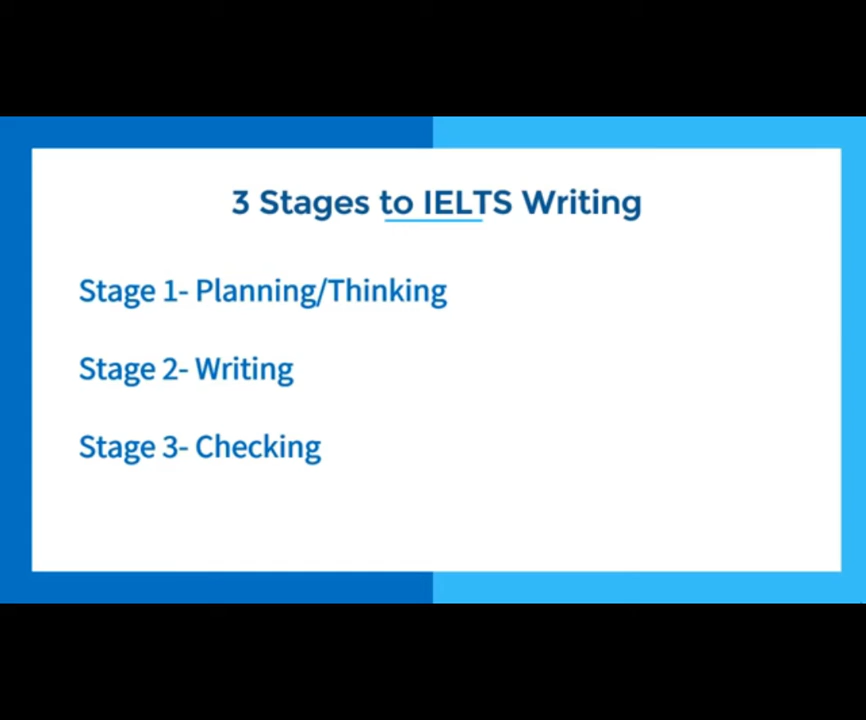 3 Stages to IELTS Writing
Stage 1- Planning/Thinking
Stage 2- Writing
Stage 3- Checking